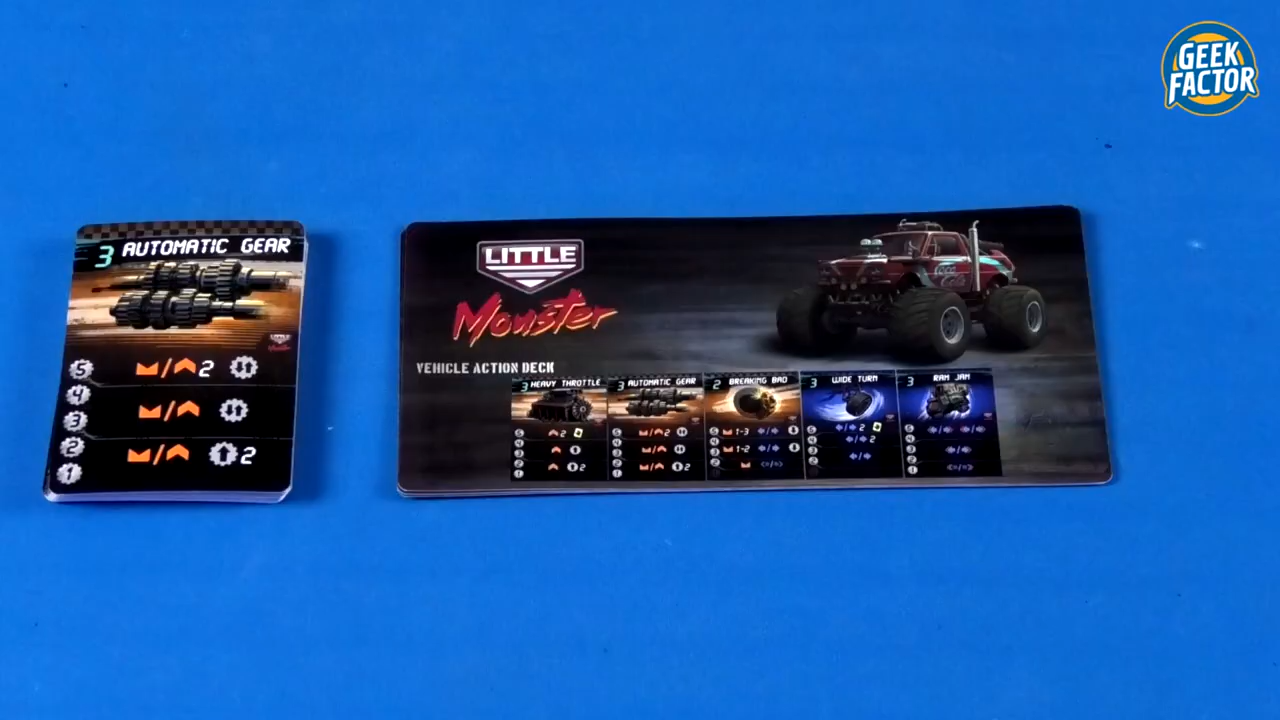 GEEK
FACTOR
3 AUTOMATIC GEAR
5 2
4
3
2 2
1
LITTLE
Monster
VEHICLE ACTION DECK
3 HEAVY THROTTLE
3 AUTOMATIC GEAR
2 BREAKING BAD
3 WIDE TURN
3 RAM JAM